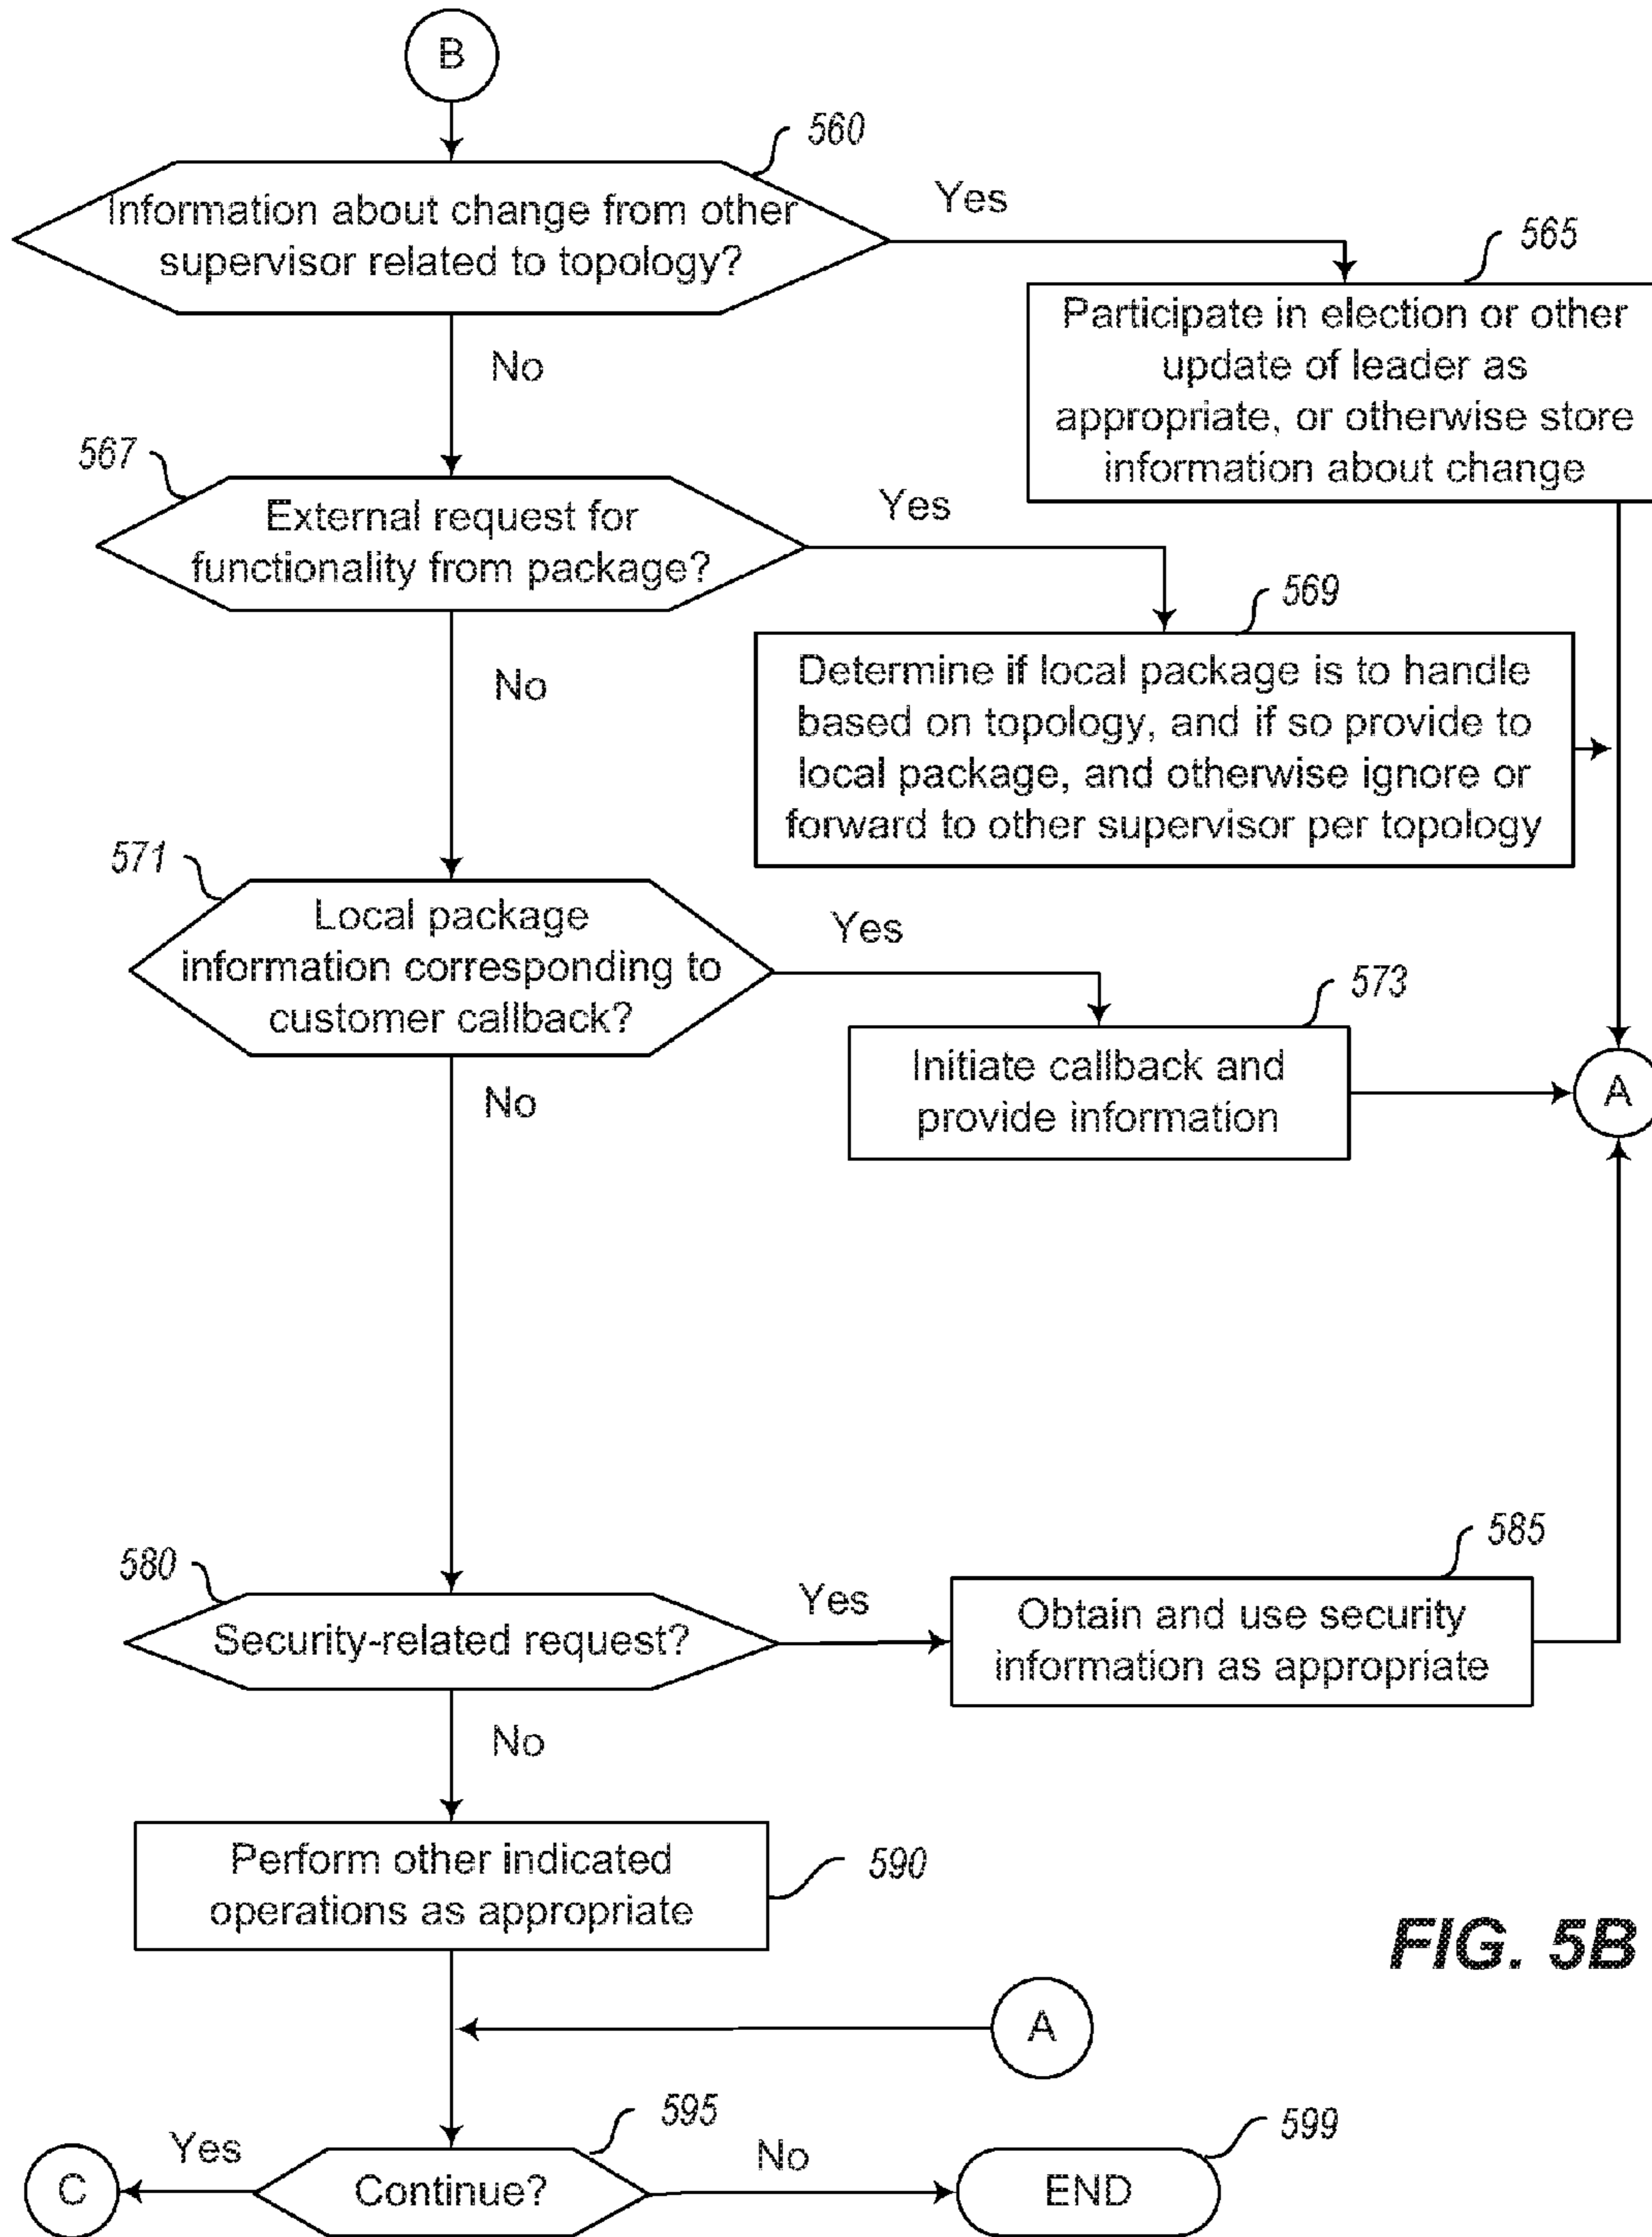 B
560
Information about change from other
supervisor related to topology?
Yes
565
Participate in election or other
update of leader as
appropriate, or otherwise store
information about change
No
567
External request for
functionality from package?
Yes
569
Determine if local package is to handle
based on topology, and if so provide to
local package, and otherwise ignore or
forward to other supervisor per topology
No
571
Local package
information corresponding to
customer callback?
Yes
573
Initiate callback and
provide information
A
No
580
Security-related request?
Yes
585
Obtain and use security
information as appropriate
No
Perform other indicated
operations as appropriate
590
FIG. 5B
A
595
Continue?
Yes
C
No
599
END